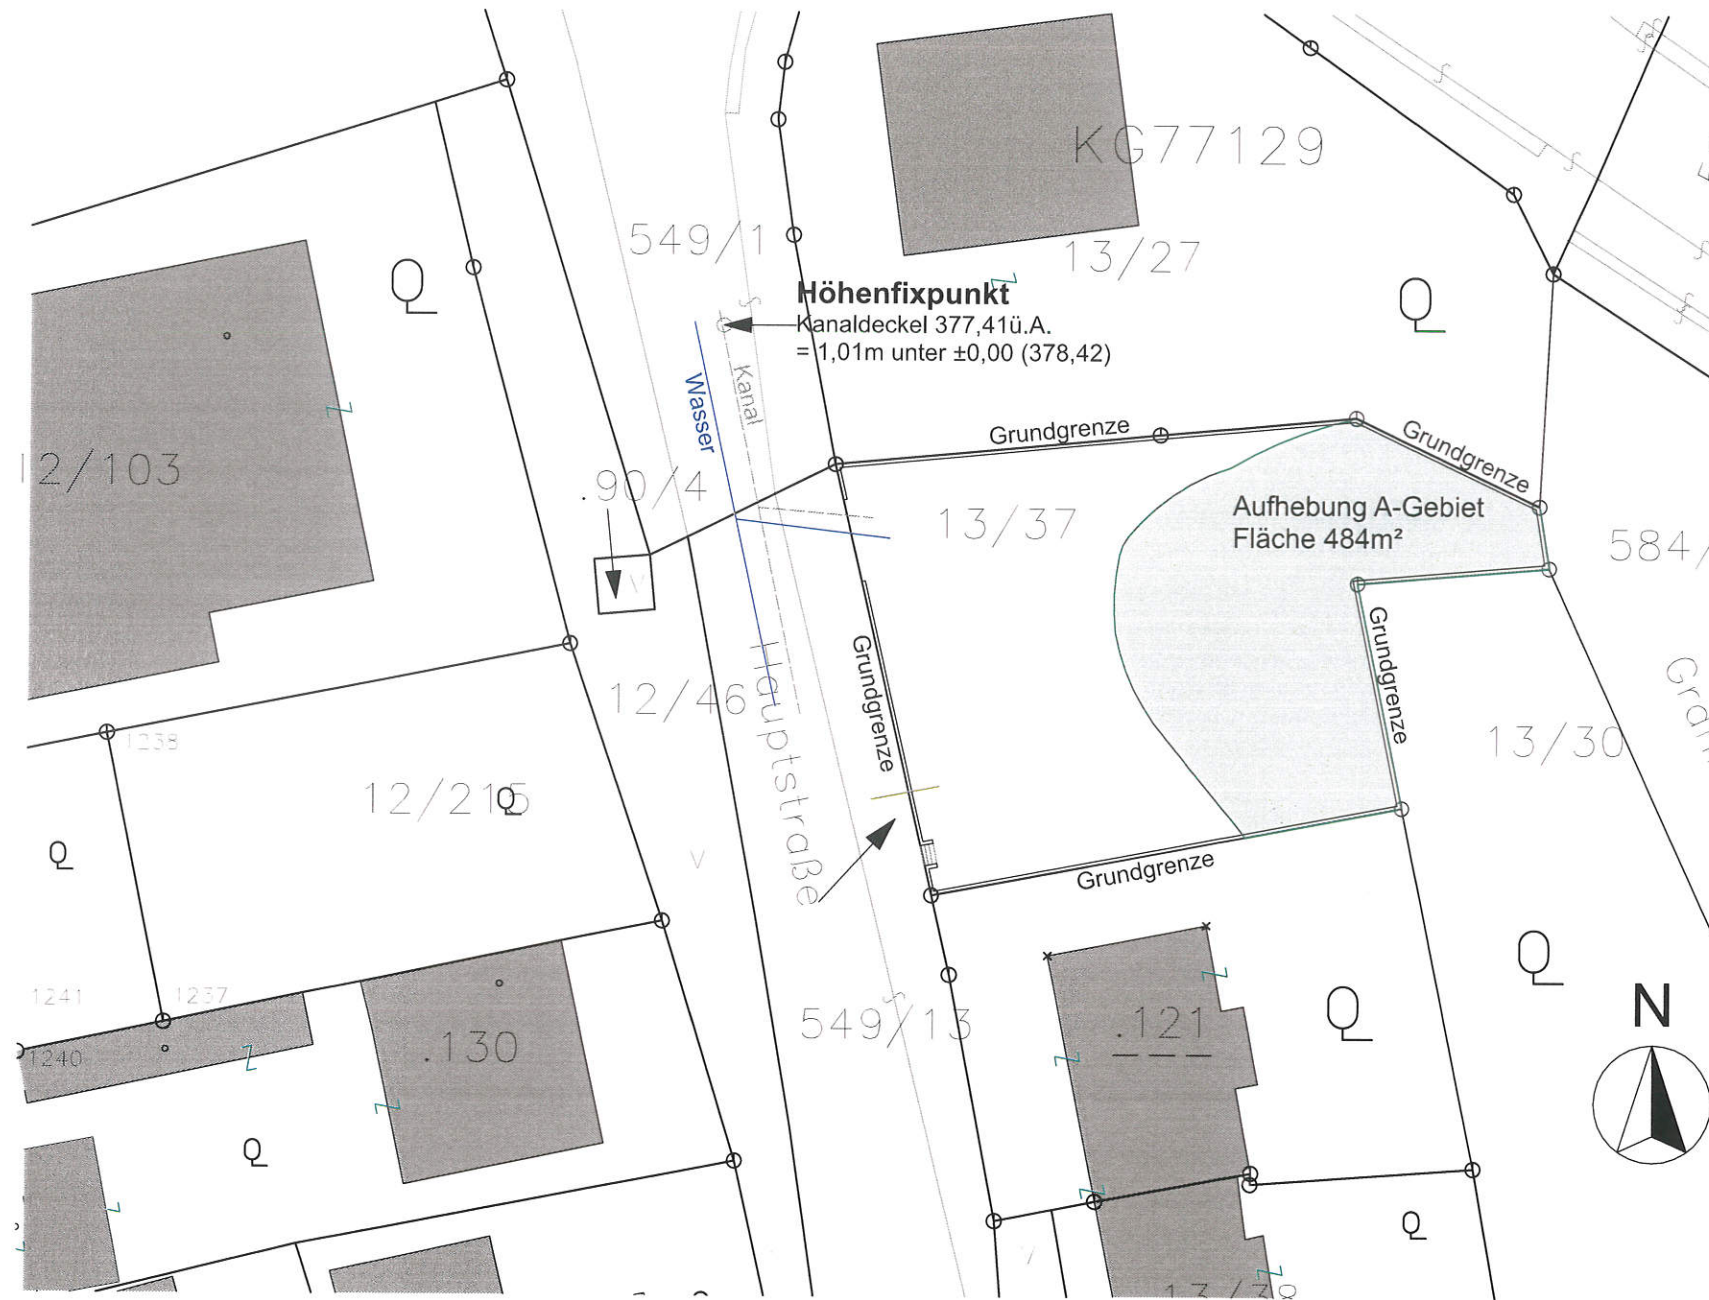 KG77129
549/1
13/27
Höhenfixpunkt
Kanaldeckel 377,41ü.A.
= 1,01m unter ±0,00 (378,42)
Kanal
Wasser
Grundgrenze
Grundgrenze
12/103
.90/4
13/37
Aufhebung A-Gebiet
Fläche 484m²
584/
Grundgrenze
Grundgrenze
12/46
Hauptstraße
13/30
1238
12/215
Grundgrenze
1241
1237
549/13
.121
N
1240
.130
13/38